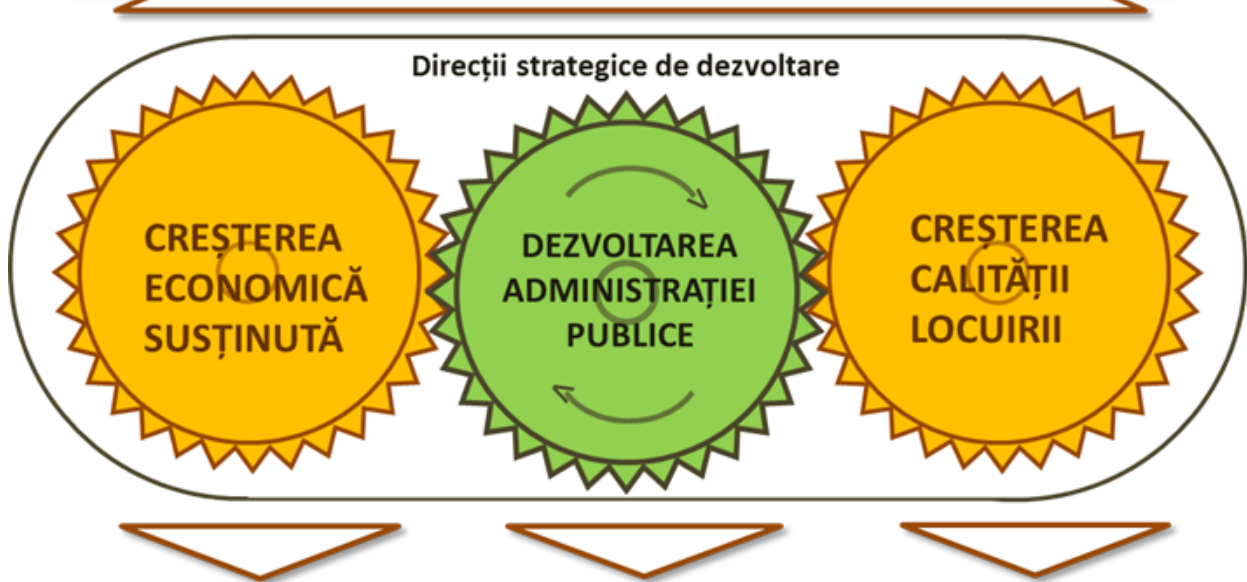 Direcții strategice de dezvoltare
CREȘTEREA
ECONOMICĂ
SUSȚINUTĂ
DEZVOLTAREA
ADMINISTRAȚIEI
PUBLICE
CREȘTEREA
CALITĂȚII
LOCUIRII